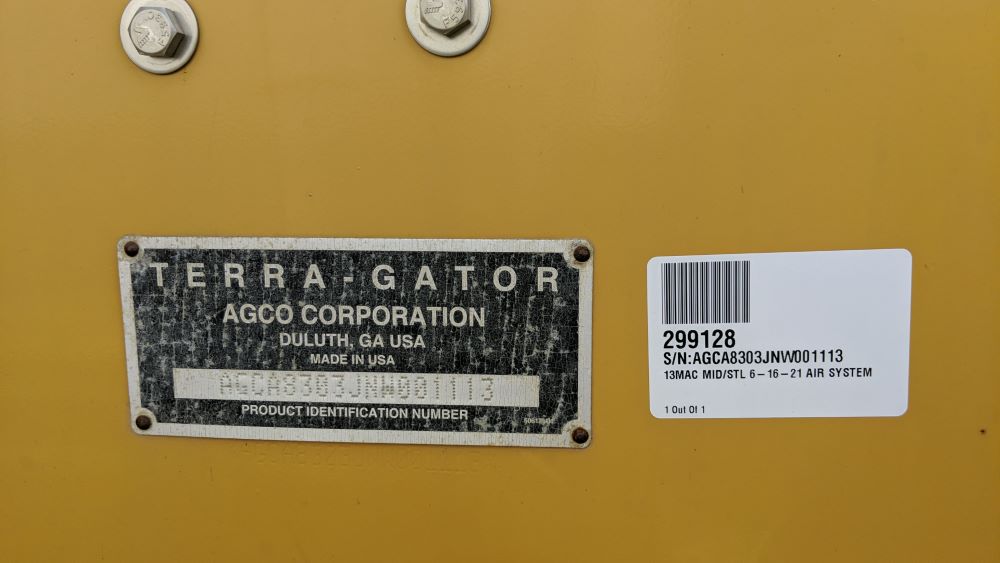 TERRA-GATOR
AGCO CORPORATION
DULUTH, GA USA
MADE IN USA
AGCA8303JNW001113
PRODUCT IDENTIFICATION NUMBER
299128
S/N:AGCA8303JNW001113
13MAC MID/STL 6-16-21 AIR SYSTEM
1 Out Of 1